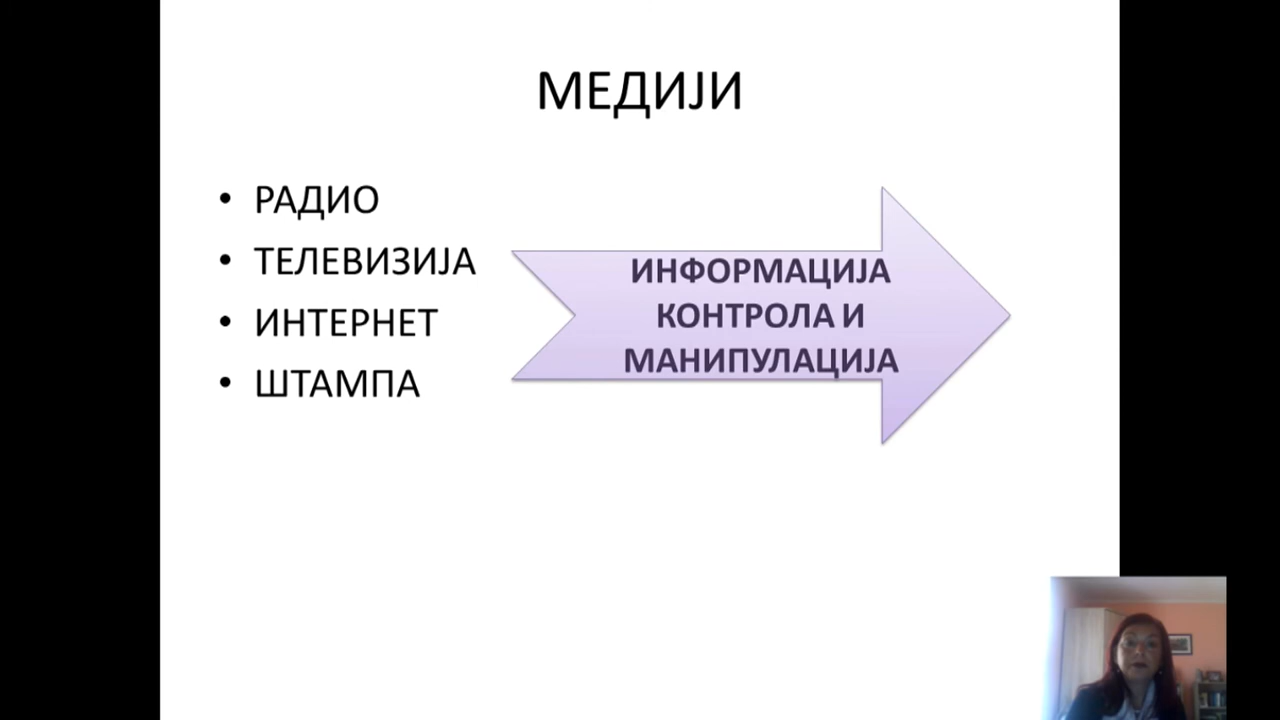 МЕДИЈИ
• РАДИО
• ТЕЛЕВИЗИЈА
• ИНТЕРНЕТ
• ШТАМПА
ИНФОРМАЦИЈА
КОНТРОЛА И
МАНИПУЛАЦИЈА